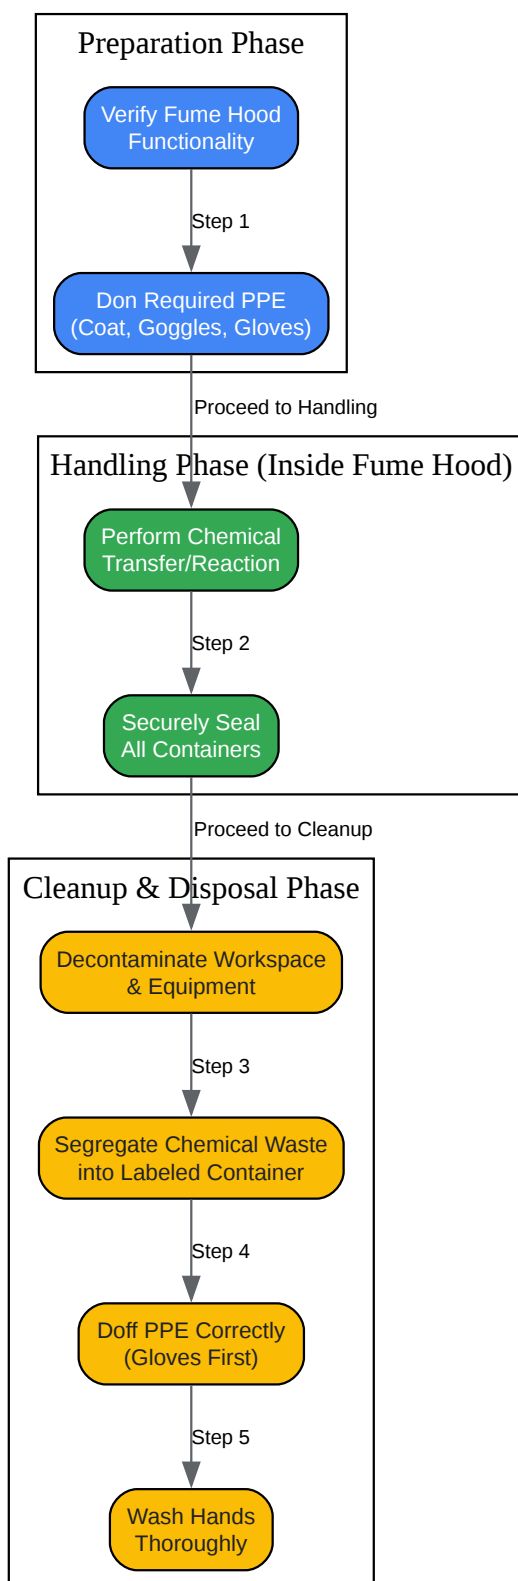 Preparation Phase
Verify Fume Hood
Functionality
Step 1
Don Required PPE
(Coat, Goggles, Gloves)
Proceed to Handling
Handling Phase (Inside Fume Hood)
Perform Chemical
Transfer/Reaction
Step 2
Securely Seal
All Containers
Proceed to Cleanup
Cleanup & Disposal Phase
Decontaminate Workspace
& Equipment
Step 3
Segregate Chemical Waste
into Labeled Container
Step 4
Doff PPE Correctly
(Gloves First)
Step 5
Wash Hands
Thoroughly